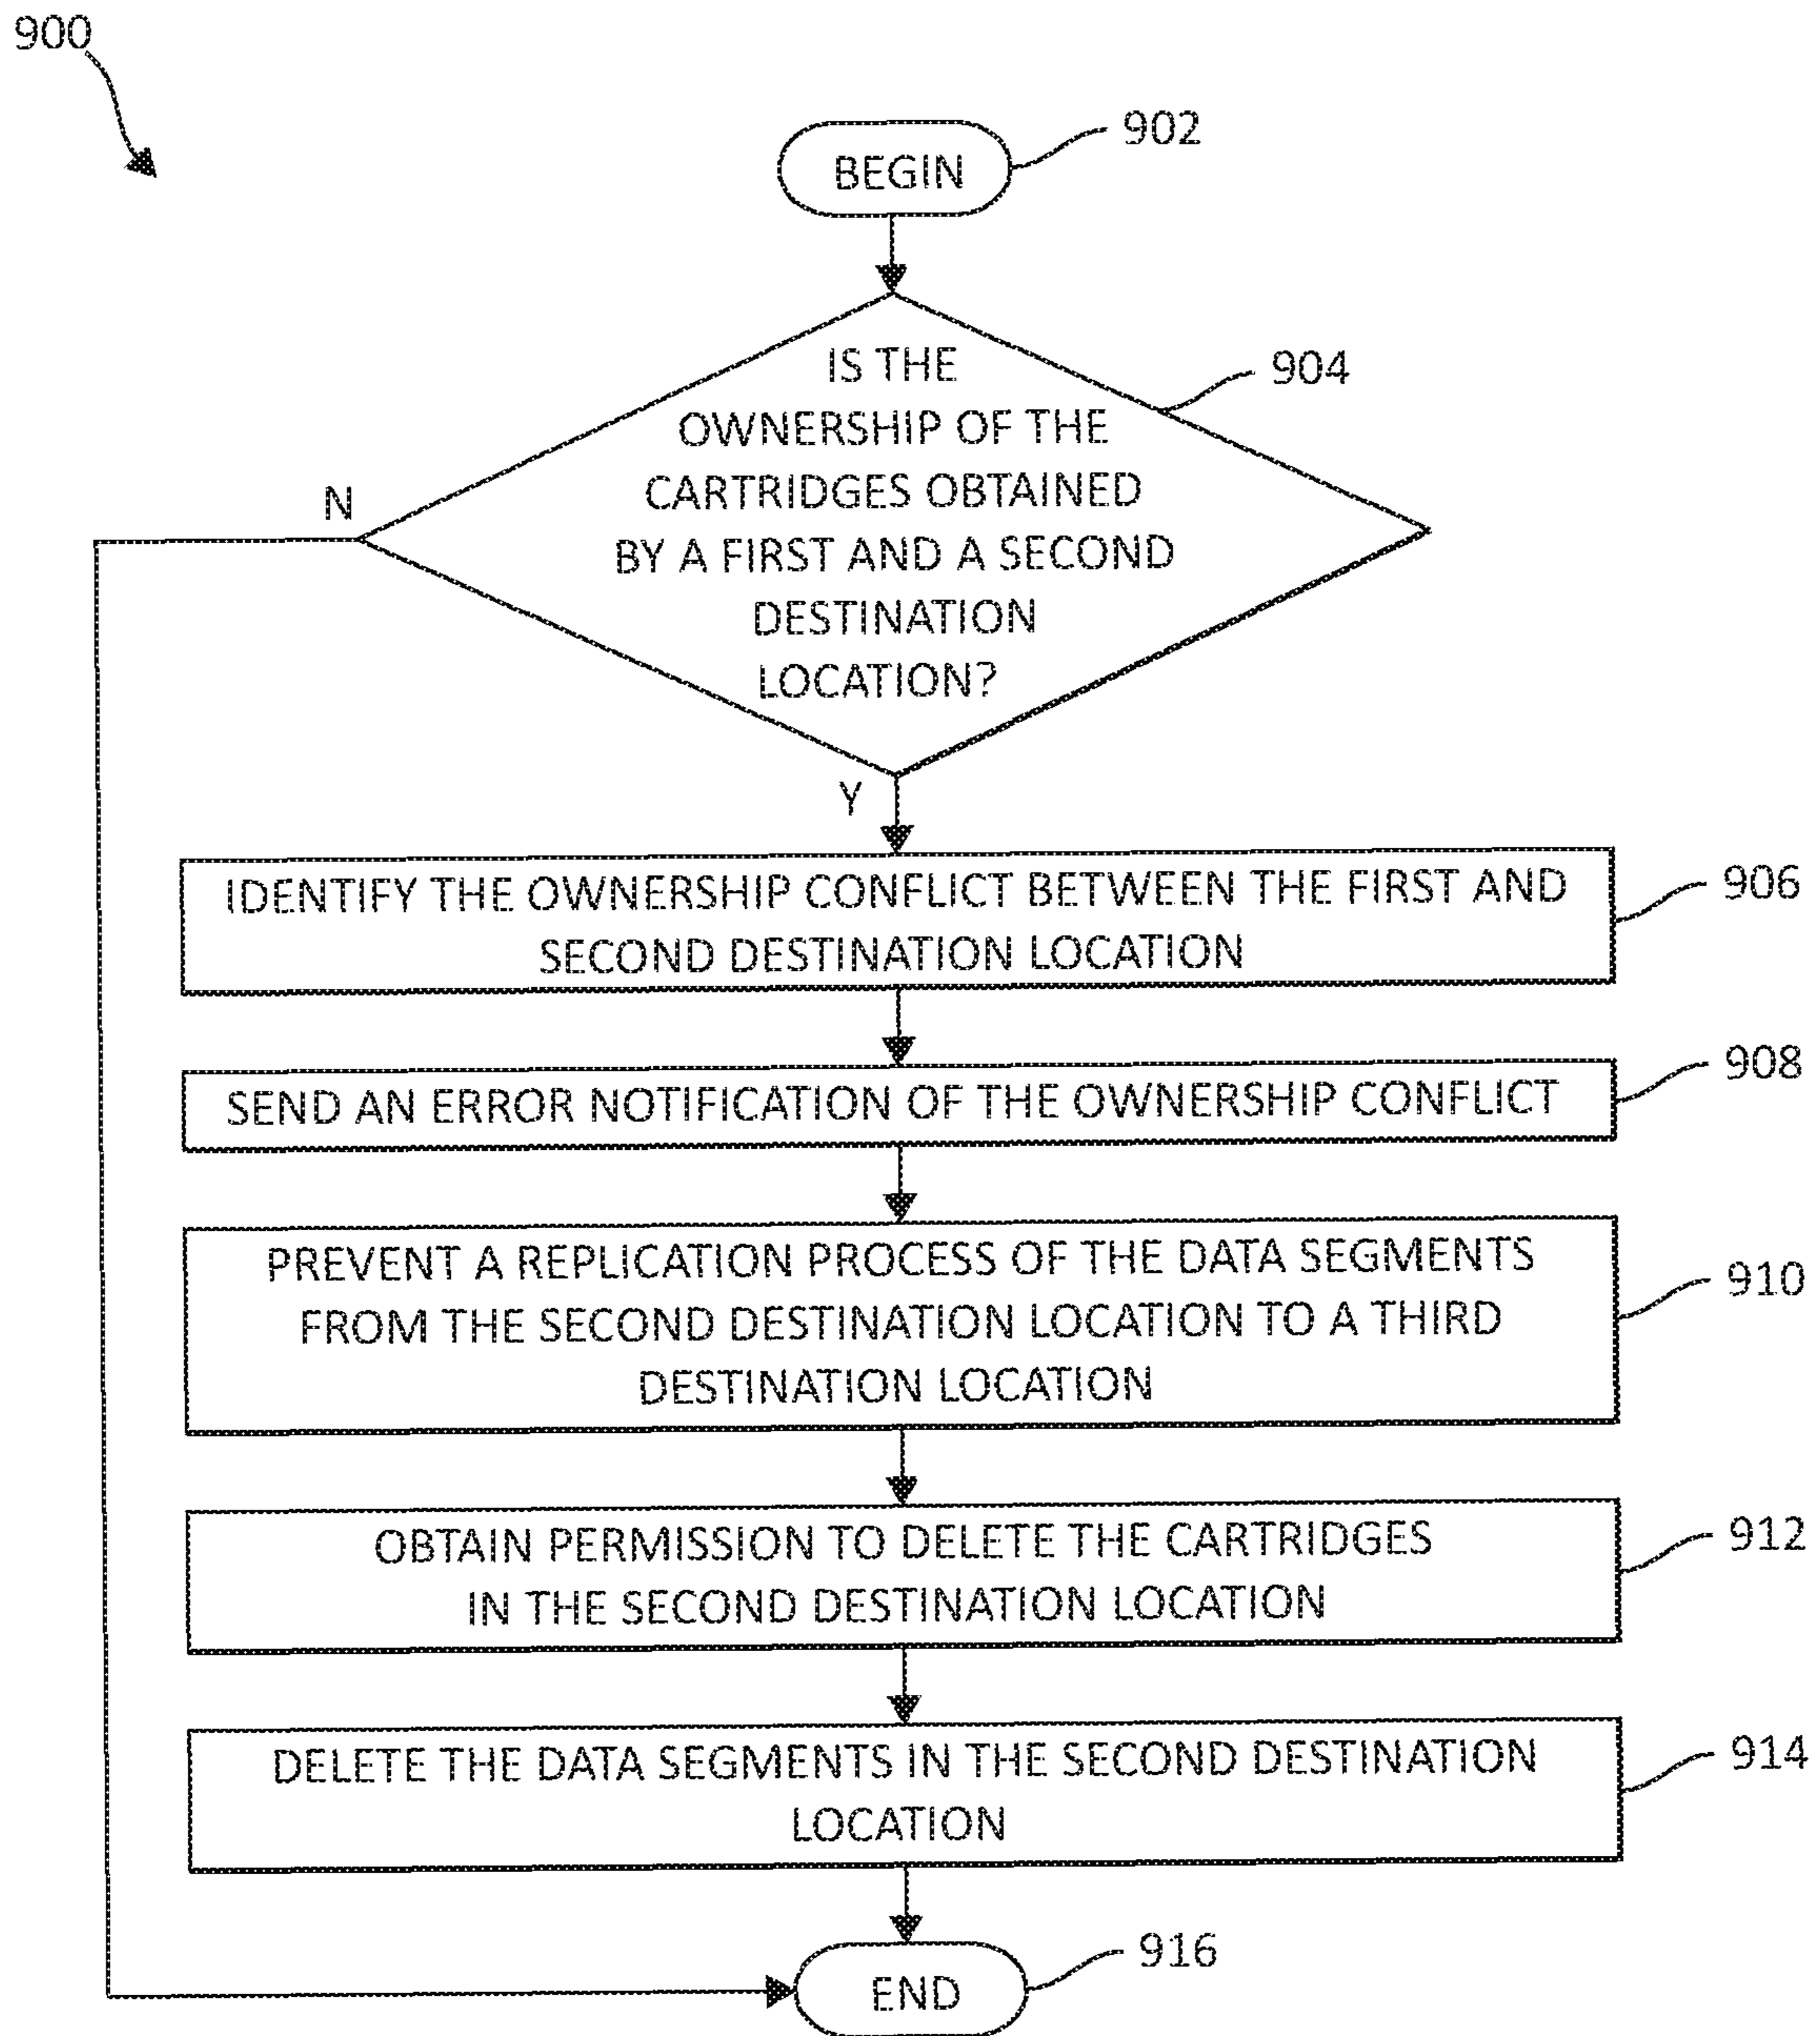 900
902
BEGIN
904
IS THE
OWNERSHIP OF THE
CARTRIDGES OBTAINED
BY A FIRST AND A SECOND
DESTINATION
LOCATION?
N
Y
906
IDENTIFY THE OWNERSHIP CONFLICT BETWEEN THE FIRST AND
SECOND DESTINATION LOCATION
908
SEND AN ERROR NOTIFICATION OF THE OWNERSHIP CONFLICT
910
PREVENT A REPLICATION PROCESS OF THE DATA SEGMENTS
FROM THE SECOND DESTINATION LOCATION TO A THIRD
DESTINATION LOCATION
912
OBTAIN PERMISSION TO DELETE THE CARTRIDGES
IN THE SECOND DESTINATION LOCATION
914
DELETE THE DATA SEGMENTS IN THE SECOND DESTINATION
LOCATION
916
END